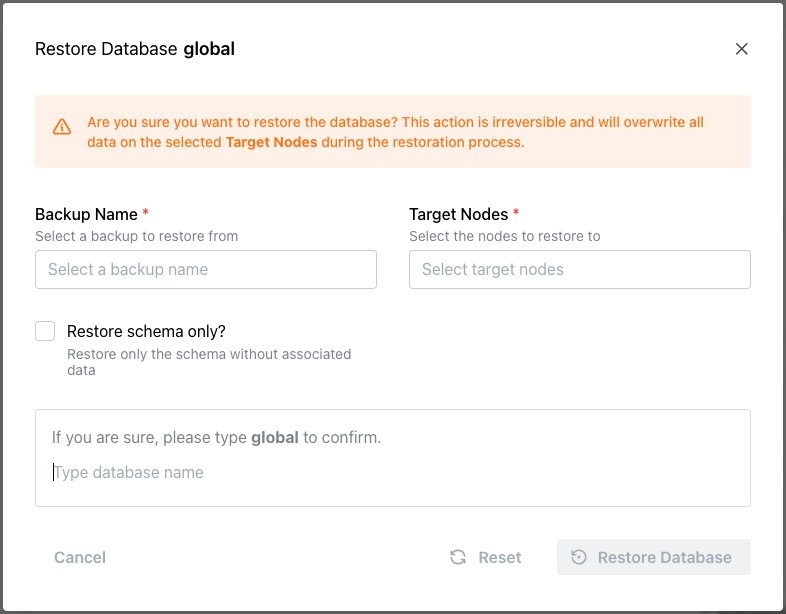 Restore Database global
Are you sure you want to restore the database? This action is irreversible and will overwrite all
data on the selected Target Nodes during the restoration process.
Backup Name *
Target Nodes *
Select a backup to restore from
Select the nodes to restore to
Select a backup name
Select target nodes
Restore schema only?
Restore only the schema without associated
data
If you are sure, please type global to confirm.
Type database name
Cancel
Reset
Restore Database